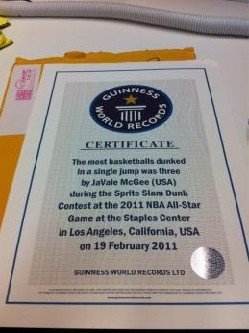 GUINNESS
WORLD RECORDS
CERTIFICATE
The most basketballs dunked
in a single jump was three
by JaVale McGee (USA)
during the Sprite Slam Dunk
Contest at the 2011 NBA All-Star
Game at the Staples Center
in Los Angeles, California, USA
on 19 February 2011
GUINNESS WORLD RECORDS LTD